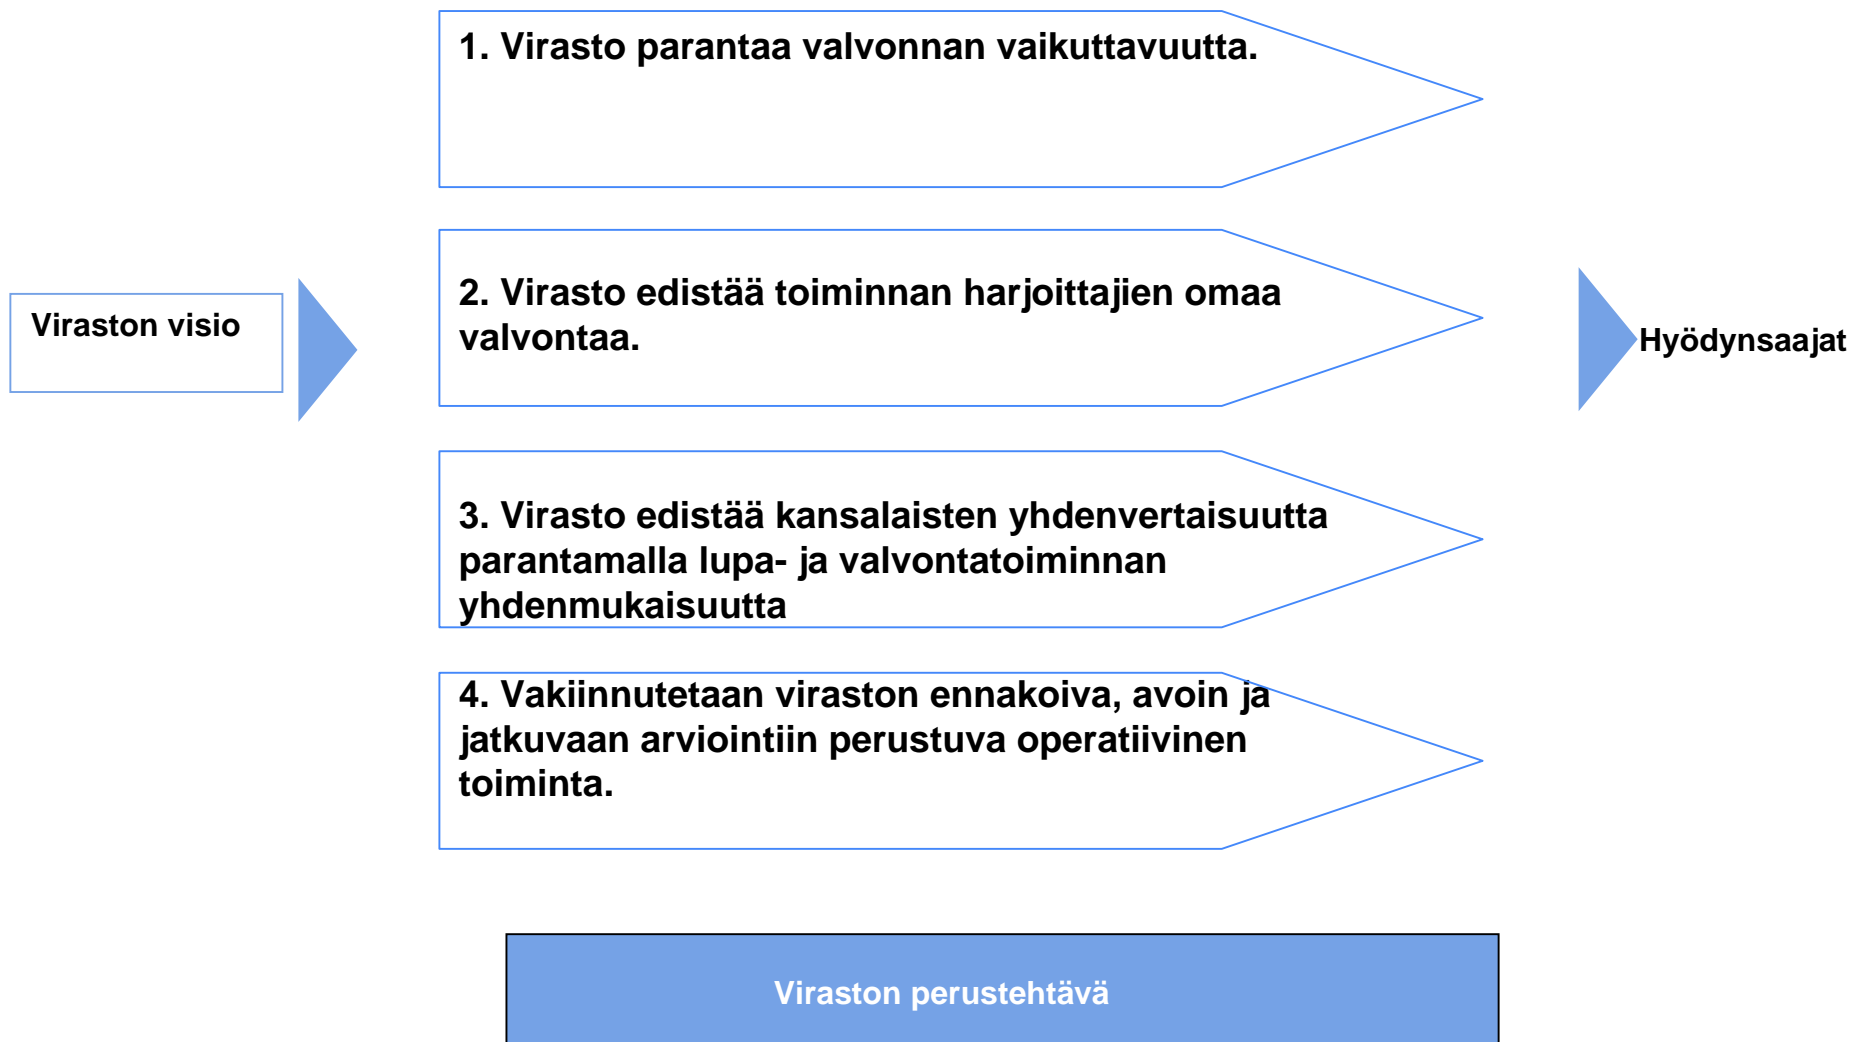 1. Virasto parantaa valvonnan vaikuttavuutta.
Viraston visio
2. Virasto edistää toiminnan harjoittajien omaa
valvontaa.
Hyödynsaajat
3. Virasto edistää kansalaisten yhdenvertaisuutta
parantamalla lupa- ja valvontatoiminnan
yhdenmukaisuutta
4. Vakiinnutetaan viraston ennakoiva, avoin ja
jatkuvaan arviointiin perustuva operatiivinen
toiminta.
Viraston perustehtävä